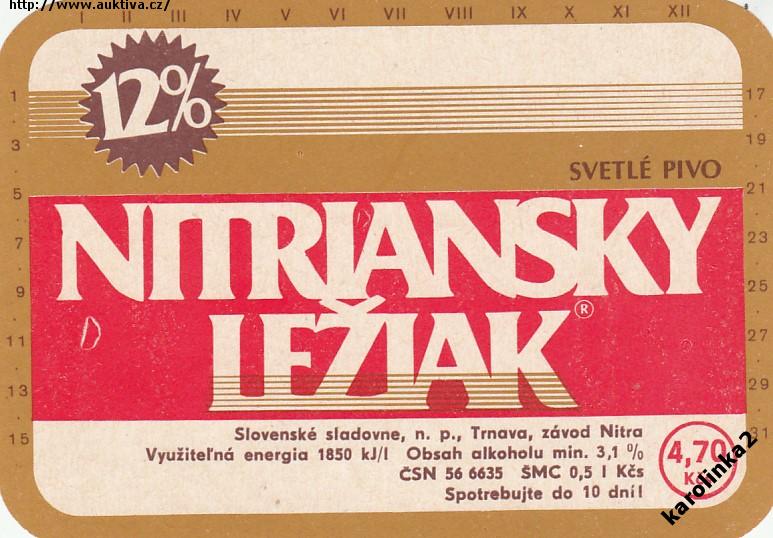 http://www.auktiva.cz/
I II III IV V VI VII VIII IX X XI XII
12%
SVETLÉ PIVO
NITRIANSKY
LEŽIAK ®
Slovenské sladovne, n. p., Trnava, závod Nitra
Využiteľná energia 1850 kJ/l Obsah alkoholu min. 3,1 %
ČSN 56 6635 ŠMC 0,5 l Kčs
Spotrebujte do 10 dní!
4,70
1
3
5
7
9
11
13
15
17
19
21
23
25
27
29
31
karolinka2